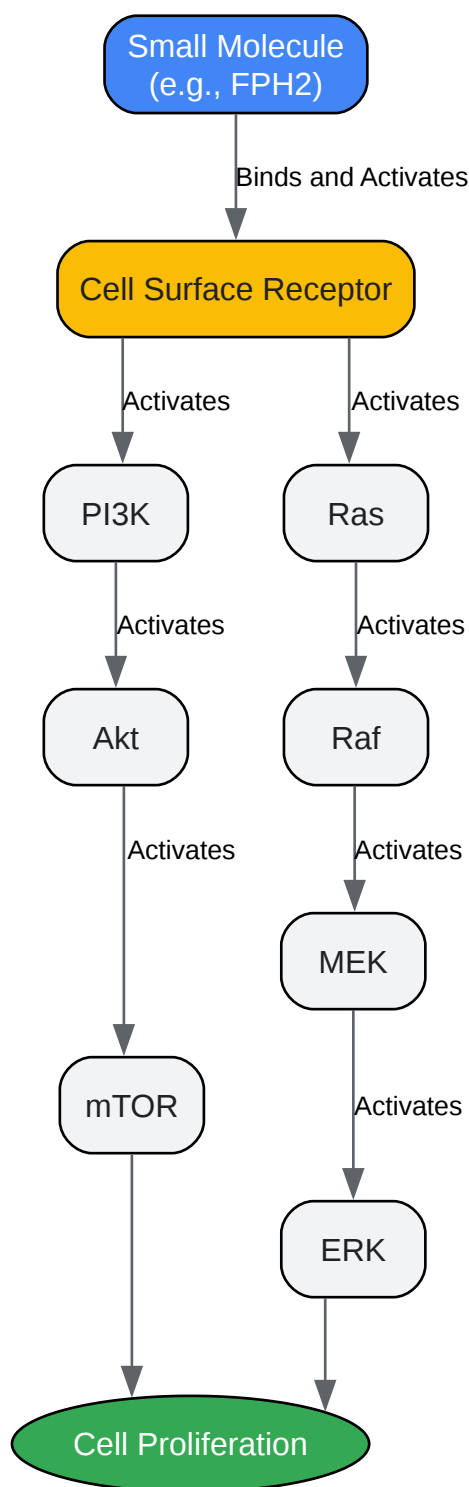 Small Molecule
(e.g., FPH2)
Binds and Activates
Cell Surface Receptor
Activates
Activates
PI3K
Ras
Activates
Activates
Akt
Raf
Activates
Activates
MEK
mTOR
Activates
ERK
Cell Proliferation